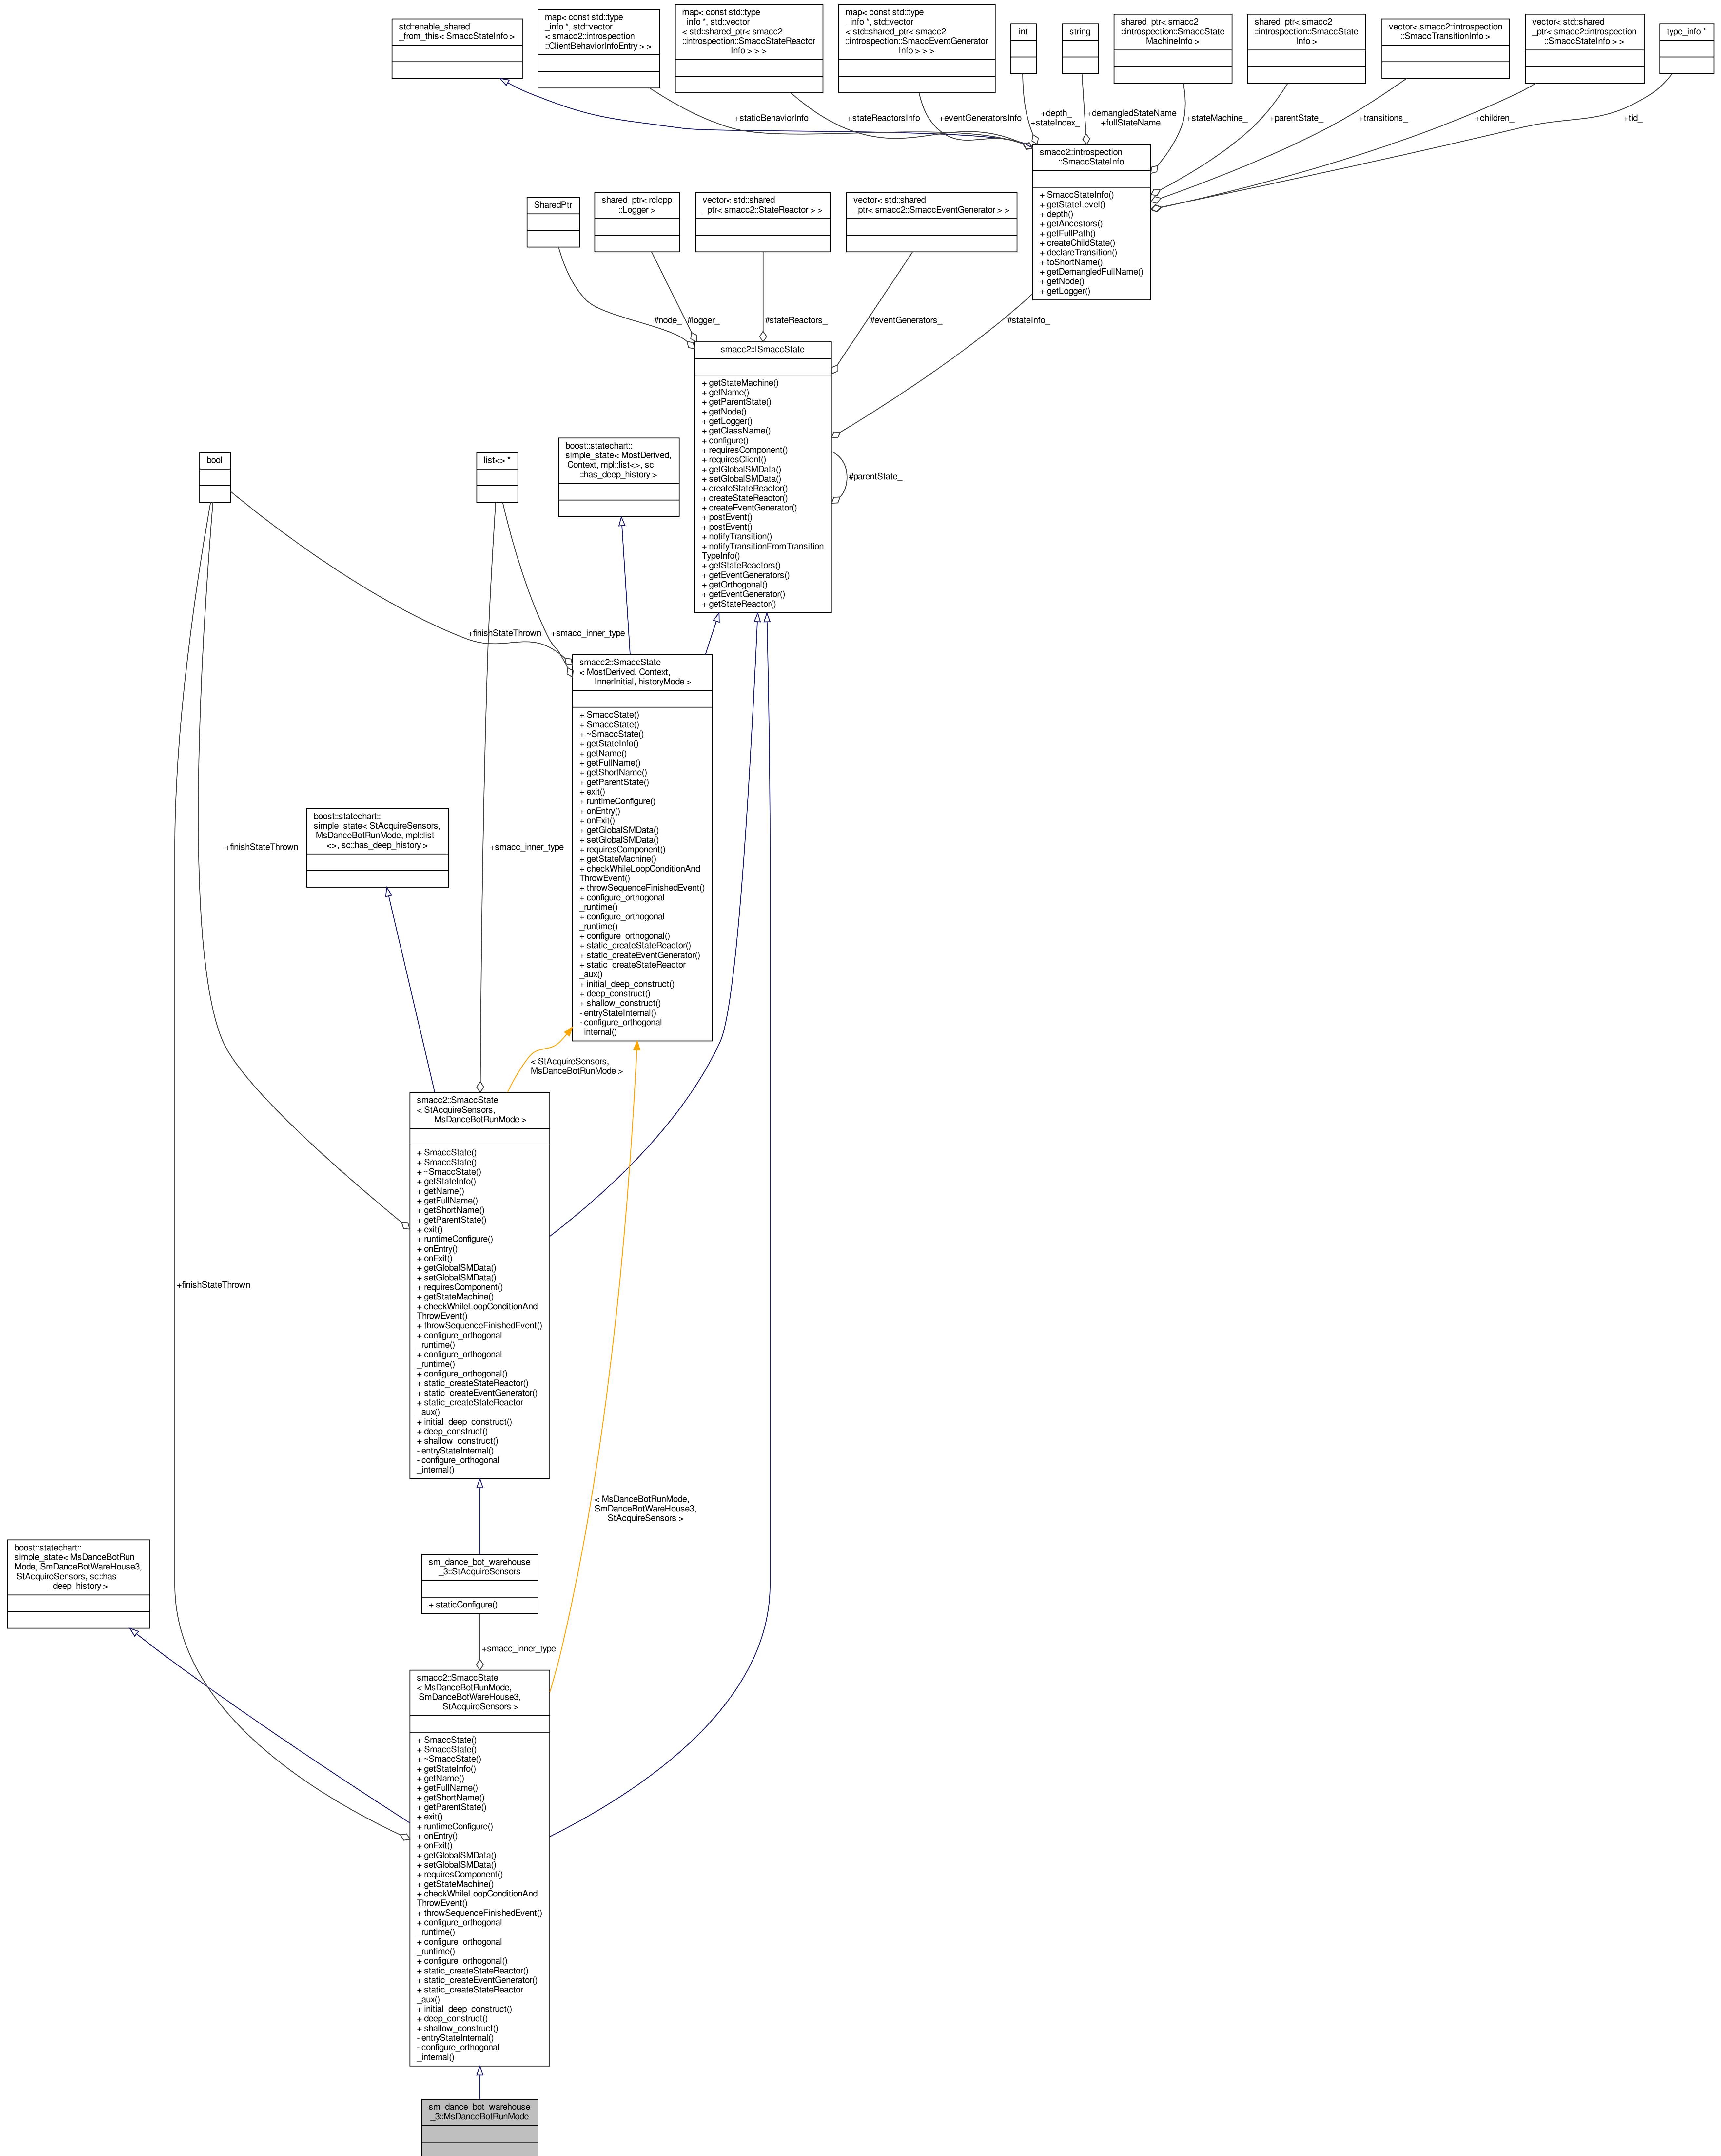 std::enable_shared
_from_this< SmaccStateInfo >
map< const std::type
_info *, std::vector
< smacc2::introspection
::ClientBehaviorInfoEntry > >
map< const std::type
_info *, std::vector
< std::shared_ptr< smacc2
::introspection::SmaccStateReactor
Info > > >
map< const std::type
_info *, std::vector
< std::shared_ptr< smacc2
::introspection::SmaccEventGenerator
Info > > >
int
string
shared_ptr< smacc2
::introspection::SmaccState
MachineInfo >
shared_ptr< smacc2
::introspection::SmaccState
Info >
vector< smacc2::introspection
::SmaccTransitionInfo >
vector< std::shared
_ptr< smacc2::introspection
::SmaccStateInfo > >
type_info *
+staticBehaviorInfo
+stateReactorsInfo
+eventGeneratorsInfo
+depth_
+stateIndex_
+demangledStateName
+fullStateName
+stateMachine_
+parentState_
+transitions_
+children_
+tid_
smacc2::introspection
::SmaccStateInfo
+ SmaccStateInfo()
+ getStateLevel()
+ depth()
+ getAncestors()
+ getFullPath()
+ createChildState()
+ declareTransition()
+ toShortName()
+ getDemangledFullName()
+ getNode()
+ getLogger()
SharedPtr
shared_ptr< rclcpp
::Logger >
vector< std::shared
_ptr< smacc2::StateReactor > >
vector< std::shared
_ptr< smacc2::SmaccEventGenerator > >
#node_
#logger_
#stateReactors_
#eventGenerators_
#stateInfo_
smacc2::ISmaccState
+ getStateMachine()
+ getName()
+ getParentState()
+ getNode()
+ getLogger()
+ getClassName()
+ configure()
+ requiresComponent()
+ requiresClient()
+ getGlobalSMData()
+ setGlobalSMData()
+ createStateReactor()
+ createStateReactor()
+ createEventGenerator()
+ postEvent()
+ postEvent()
+ notifyTransition()
+ notifyTransitionFromTransition
TypeInfo()
+ getStateReactors()
+ getEventGenerators()
+ getOrthogonal()
+ getEventGenerator()
+ getStateReactor()
#parentState_
bool
list<> *
boost::statechart::
simple_state< MostDerived,
Context, mpl::list<>, sc
::has_deep_history >
+finishStateThrown
+smacc_inner_type
smacc2::SmaccState
< MostDerived, Context,
InnerInitial, historyMode >
+ SmaccState()
+ SmaccState()
+ ~SmaccState()
+ getStateInfo()
+ getName()
+ getFullName()
+ getShortName()
+ getParentState()
+ exit()
+ runtimeConfigure()
+ onEntry()
+ onExit()
+ getGlobalSMData()
+ setGlobalSMData()
+ requiresComponent()
+ getStateMachine()
+ checkWhileLoopConditionAnd
ThrowEvent()
+ throwSequenceFinishedEvent()
+ configure_orthogonal
_runtime()
+ configure_orthogonal
_runtime()
+ configure_orthogonal()
+ static_createStateReactor()
+ static_createEventGenerator()
+ static_createStateReactor
_aux()
+ initial_deep_construct()
+ deep_construct()
+ shallow_construct()
- entryStateInternal()
- configure_orthogonal
_internal()
boost::statechart::
simple_state< StAcquireSensors,
MsDanceBotRunMode, mpl::list
<>, sc::has_deep_history >
+finishStateThrown
+smacc_inner_type
< StAcquireSensors,
MsDanceBotRunMode >
smacc2::SmaccState
< StAcquireSensors,
MsDanceBotRunMode >
+ SmaccState()
+ SmaccState()
+ ~SmaccState()
+ getStateInfo()
+ getName()
+ getFullName()
+ getShortName()
+ getParentState()
+ exit()
+ runtimeConfigure()
+ onEntry()
+ onExit()
+ getGlobalSMData()
+ setGlobalSMData()
+ requiresComponent()
+ getStateMachine()
+ checkWhileLoopConditionAnd
ThrowEvent()
+ throwSequenceFinishedEvent()
+ configure_orthogonal
_runtime()
+ configure_orthogonal
_runtime()
+ configure_orthogonal()
+ static_createStateReactor()
+ static_createEventGenerator()
+ static_createStateReactor
_aux()
+ initial_deep_construct()
+ deep_construct()
+ shallow_construct()
- entryStateInternal()
- configure_orthogonal
_internal()
+finishStateThrown
< MsDanceBotRunMode,
SmDanceBotWareHouse3,
StAcquireSensors >
boost::statechart::
simple_state< MsDanceBotRun
Mode, SmDanceBotWareHouse3,
StAcquireSensors, sc::has
_deep_history >
sm_dance_bot_warehouse
_3::StAcquireSensors
+ staticConfigure()
+smacc_inner_type
smacc2::SmaccState
< MsDanceBotRunMode,
SmDanceBotWareHouse3,
StAcquireSensors >
+ SmaccState()
+ SmaccState()
+ ~SmaccState()
+ getStateInfo()
+ getName()
+ getFullName()
+ getShortName()
+ getParentState()
+ exit()
+ runtimeConfigure()
+ onEntry()
+ onExit()
+ getGlobalSMData()
+ setGlobalSMData()
+ requiresComponent()
+ getStateMachine()
+ checkWhileLoopConditionAnd
ThrowEvent()
+ throwSequenceFinishedEvent()
+ configure_orthogonal
_runtime()
+ configure_orthogonal
_runtime()
+ configure_orthogonal()
+ static_createStateReactor()
+ static_createEventGenerator()
+ static_createStateReactor
_aux()
+ initial_deep_construct()
+ deep_construct()
+ shallow_construct()
- entryStateInternal()
- configure_orthogonal
_internal()
sm_dance_bot_warehouse
_3::MsDanceBotRunMode